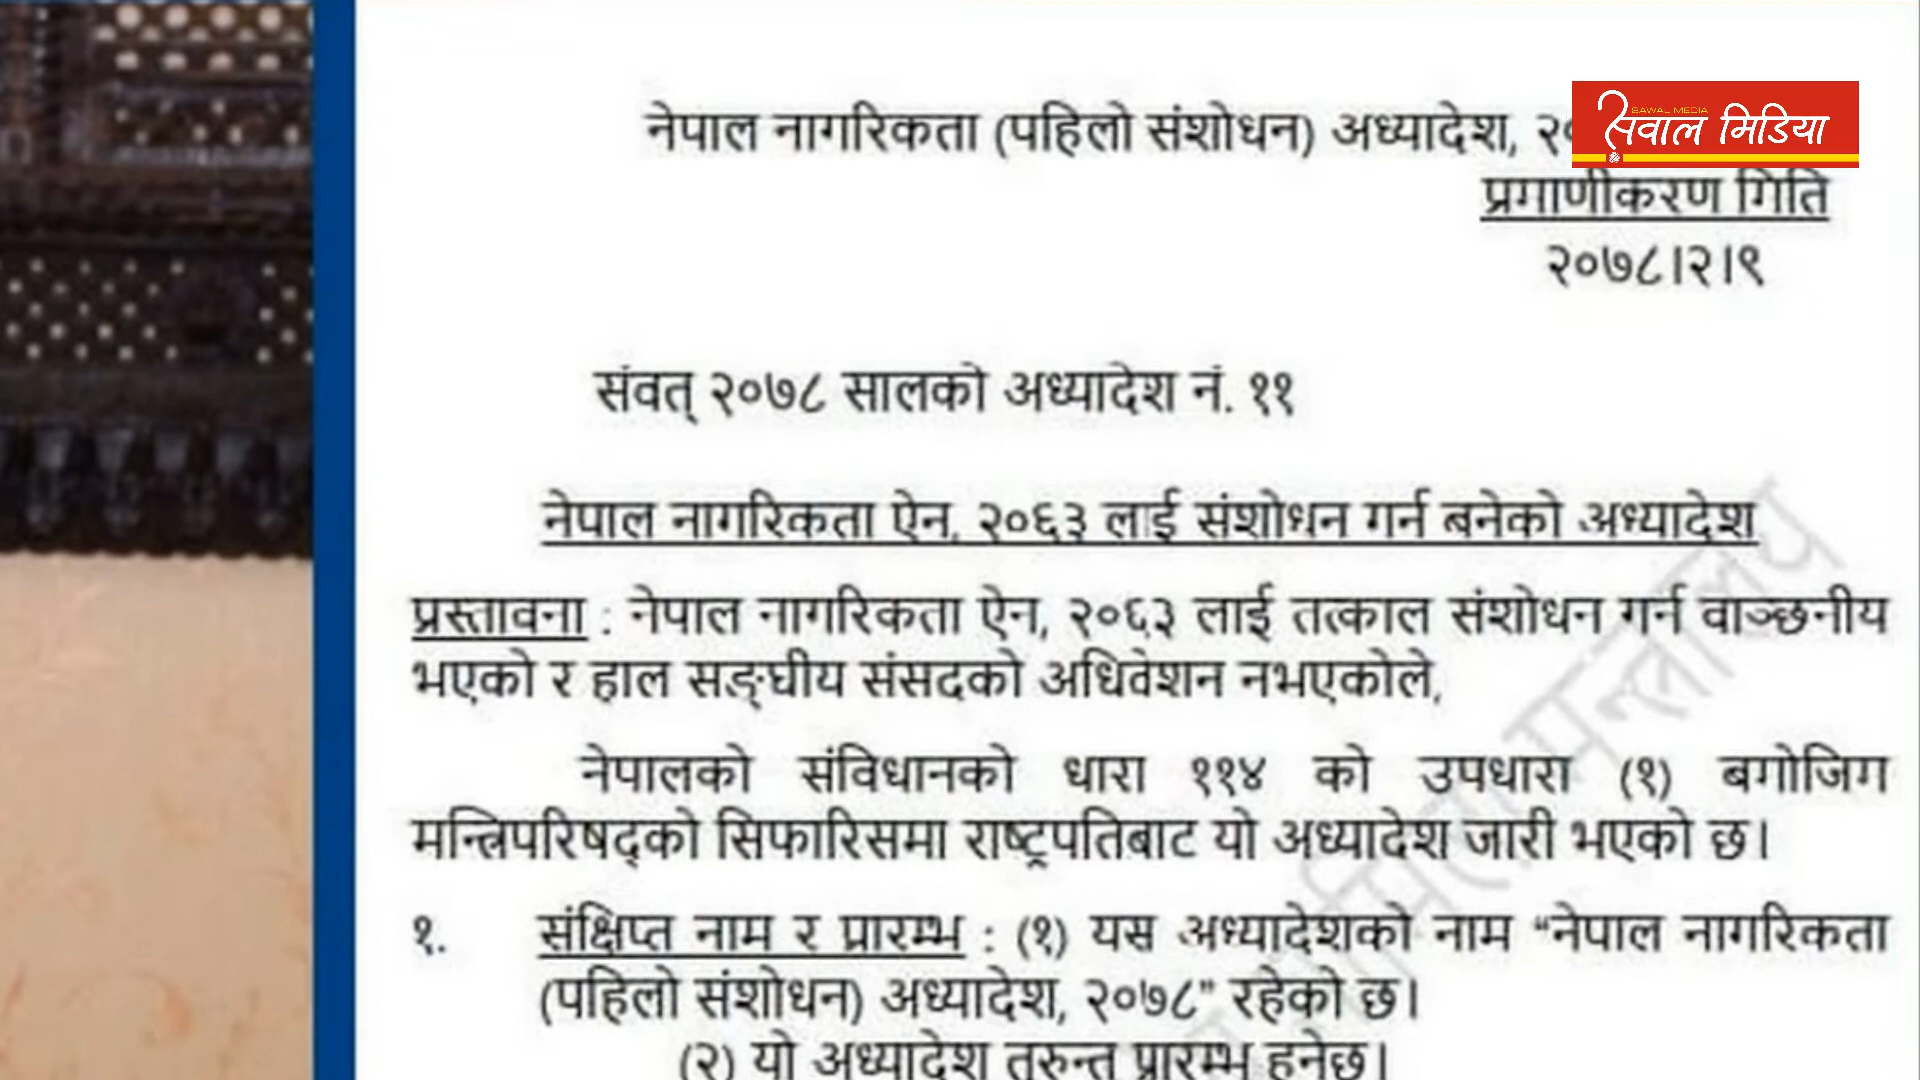 नेपाल नागरिकता (पहिलो संशोधन) अध्यादेश,
SAWAL MEDIA
सवाल मिडिया
प्रमाणीकरण मिति
२०७८।२।९
संवत् २०७८ सालको अध्यादेश नं. ११
नेपाल नागरिकता ऐन, २०६३ लाई संशोधन गर्न बनेको अध्यादेश
प्रस्तावना : नेपाल नागरिकता ऐन, २०६३ लाई तत्काल संशोधन गर्न वाञ्छनीय
भएको र हाल सङ्घीय संसदको अधिवेशन नभएकोले,
नेपालको संविधानको धारा ११४ को उपधारा (१) बमोजिम
मन्त्रिपरिषद्को सिफारिसमा राष्ट्रपतिबाट यो अध्यादेश जारी भएको छ।
१. संक्षिप्त नाम र प्रारम्भ : (१) यस अध्यादेशको नाम “नेपाल नागरिकता
(पहिलो संशोधन) अध्यादेश, २०७८” रहेको छ।
(२) यो अध्यादेश तुरुन्त प्रारम्भ हुनेछ।